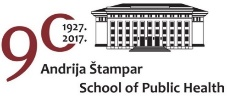 90
1927.
2017.
Andrija Štampar
School of Public Health